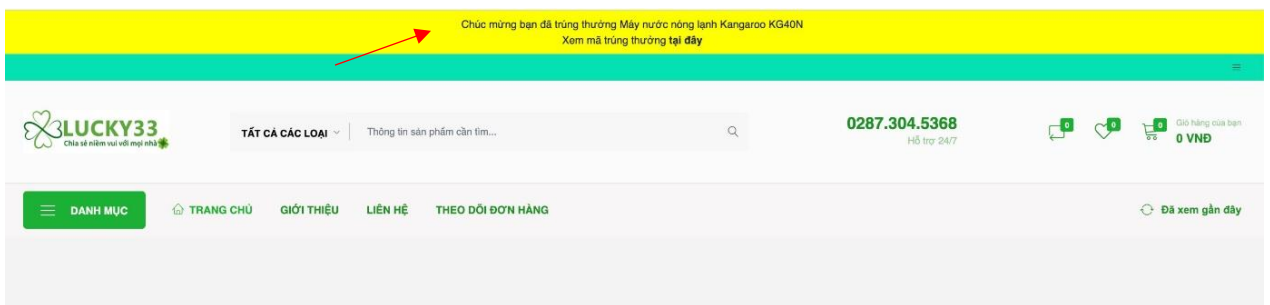 Chúc mừng bạn đã trúng thưởng Máy nước nóng lạnh Kangaroo KG40N
Xem mã trúng thưởng tại đây
LUCKY33
Chia sẻ niềm vui với mọi nhà
TẤT CẢ CÁC LOẠI
Thông tin sản phẩm cần tìm...
0287.304.5368
Hỗ trợ 24/7
0
0
0
Giỏ hàng của bạn
0 VNĐ
DANH MỤC
TRANG CHỦ
GIỚI THIỆU
LIÊN HỆ
THEO DÕI ĐƠN HÀNG
Đã xem gần đây